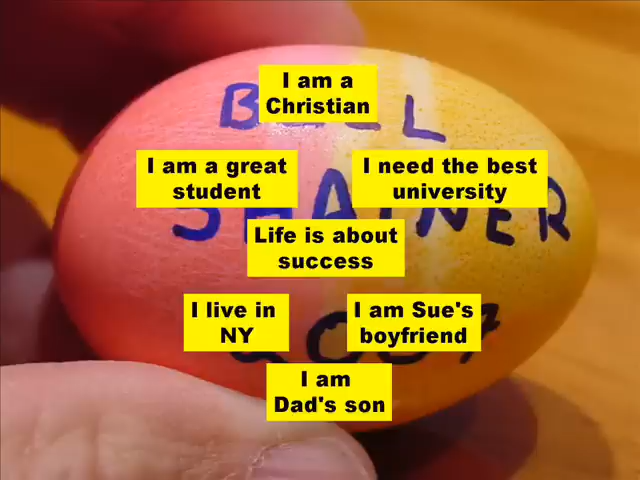 I am a
Christian
I am a great
student
I need the best
university
SHATNER
Life is about
success
I live in
NY
I am Sue's
boyfriend
I am
Dad's son